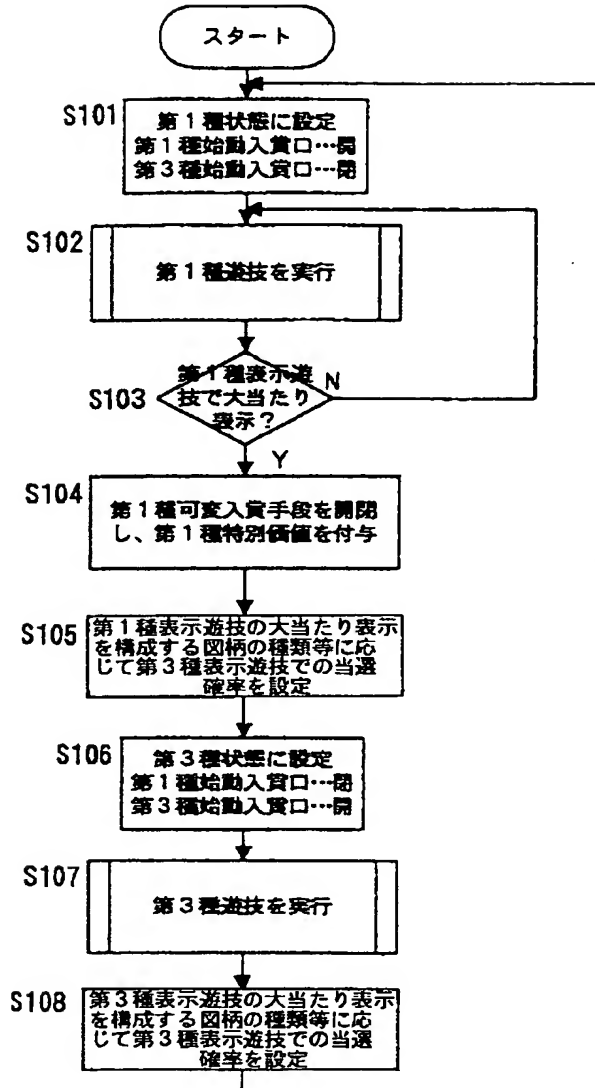 スタート
S101
第1種状態に設定
第1種始動入賞口…開
第3種始動入賞口…閉
S102
第1種遊技を実行
S103
第1種表示遊
技で大当たり
表示？
N
Y
S104
第1種可変入賞手段を開閉
し、第1種特別価値を付与
S105
第1種表示遊技の大当たり表示
を構成する図柄の種類等に応
じて第3種表示遊技での当選
確率を設定
S106
第3種状態に設定
第1種始動入賞口…閉
第3種始動入賞口…開
S107
第3種遊技を実行
S108
第3種表示遊技の大当たり表示
を構成する図柄の種類等に応
じて第3種表示遊技での当選
確率を設定